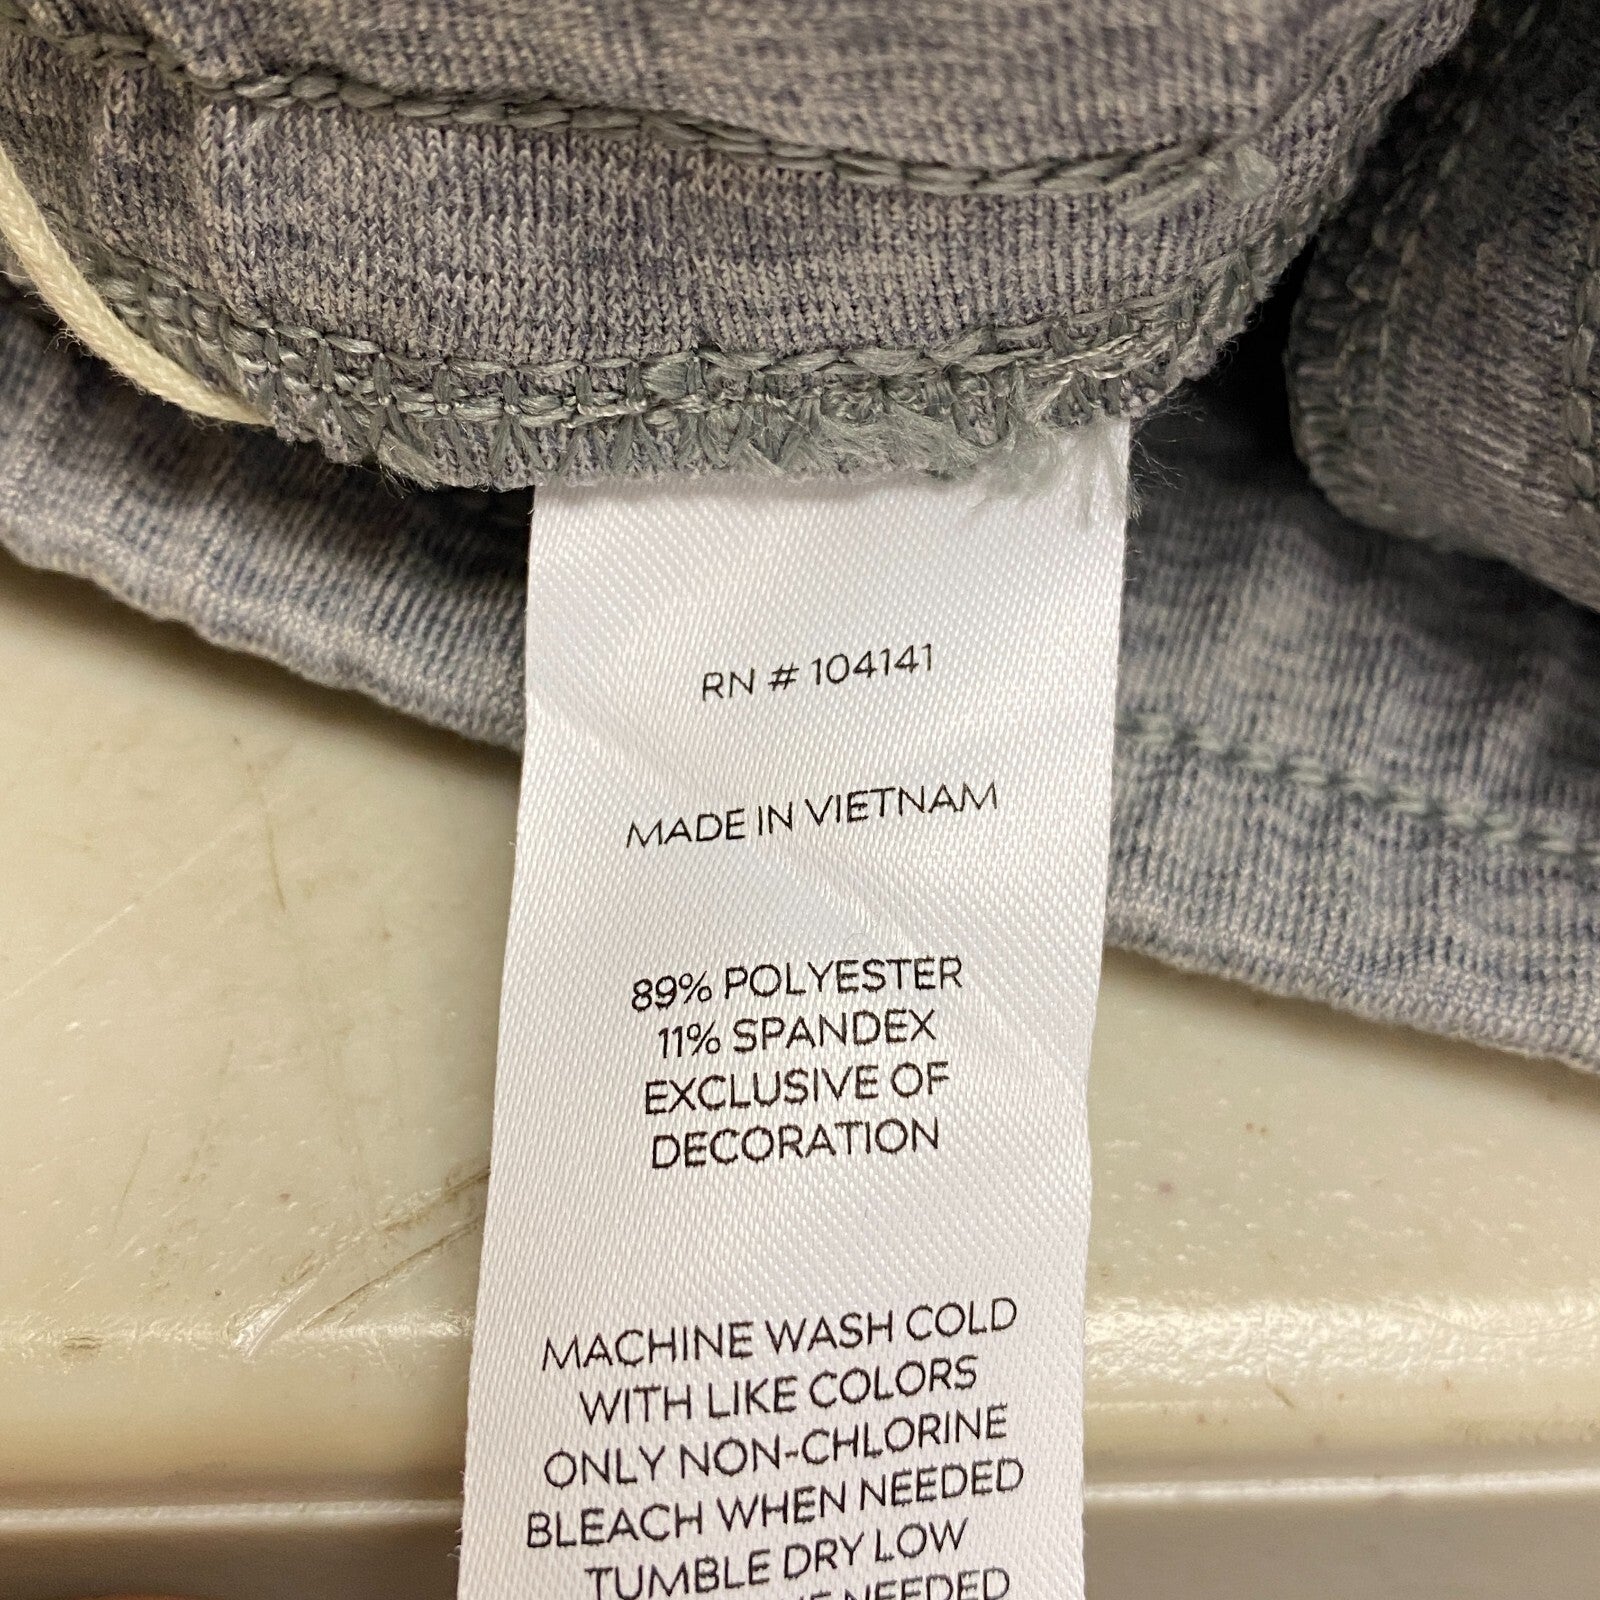 RN # 104141
MADE IN VIETNAM
89% POLYESTER
11% SPANDEX
EXCLUSIVE OF
DECORATION
MACHINE WASH COLD
WITH LIKE COLORS
ONLY NON-CHLORINE
BLEACH WHEN NEEDED
TUMBLE DRY LOW
NEEDED